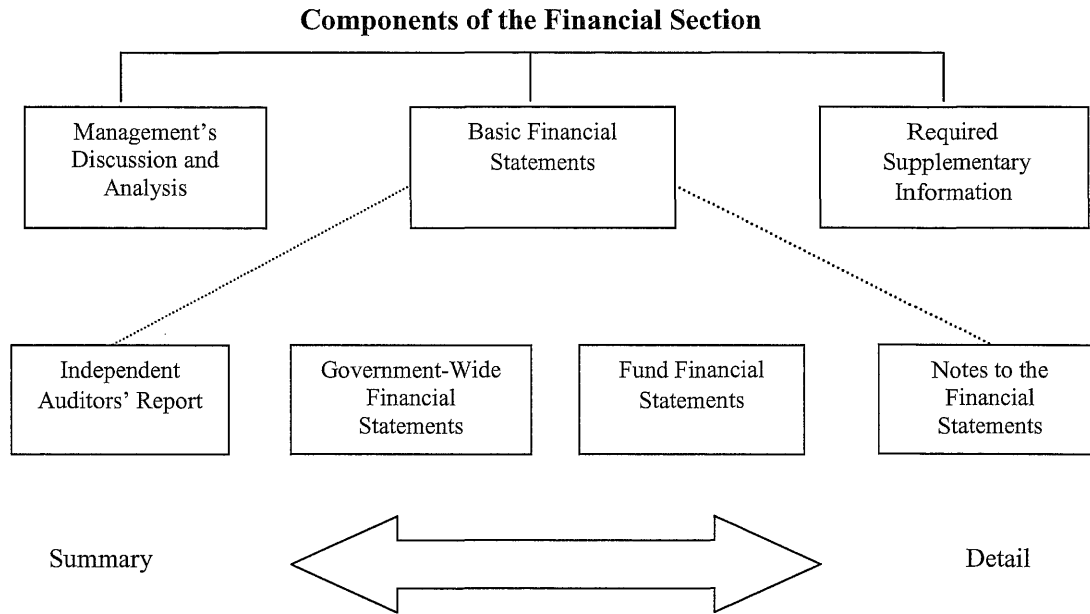 Components of the Financial Section
Management’s
Discussion and
Analysis
Basic Financial
Statements
Required
Supplementary
Information
Independent
Auditors’ Report
Government-Wide
Financial
Statements
Fund Financial
Statements
Notes to the
Financial
Statements
Summary
Detail